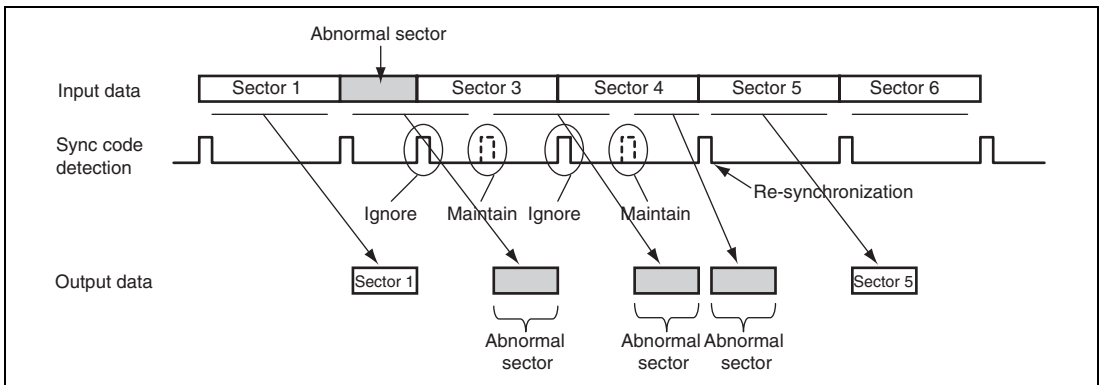 Abnormal sector
Input data
Sector 1
Sector 3
Sector 4
Sector 5
Sector 6
Sync code
detection
Re-synchronization
Ignore
Maintain
Ignore
Maintain
Output data
Sector 1
Sector 5
Abnormal
sector
Abnormal
sector
Abnormal
sector